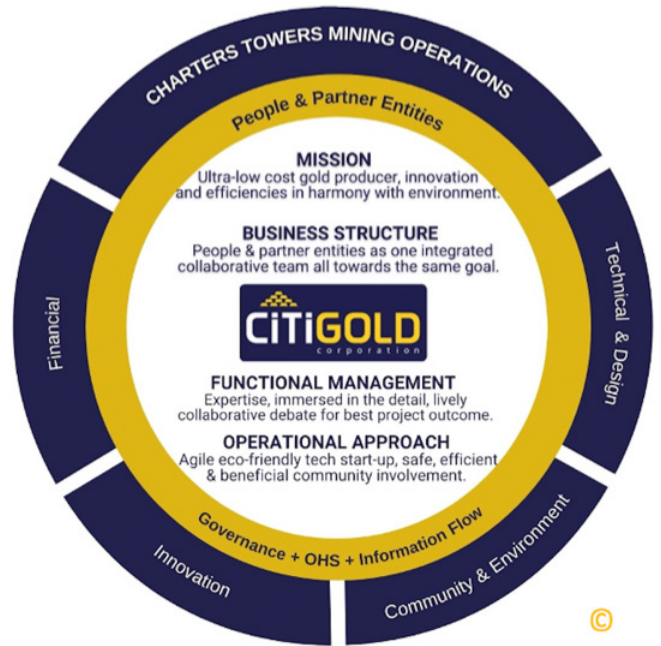 CHARTERS TOWERS MINING OPERATIONS
People & Partner Entities
MISSION
Ultra-low cost gold producer, innovation
and efficiencies in harmony with environment.
BUSINESS STRUCTURE
People & partner entities as one integrated
collaborative team all towards the same goal.
CiTiGOLD
corporation
FUNCTIONAL MANAGEMENT
Expertise, immersed in the detail, lively
collaborative debate for best project outcome.
OPERATIONAL APPROACH
Agile eco-friendly tech start-up, safe, efficient
& beneficial community involvement.
Governance + OHS + Information Flow
Financial
Technical & Design
Innovation
Community & Environment
©